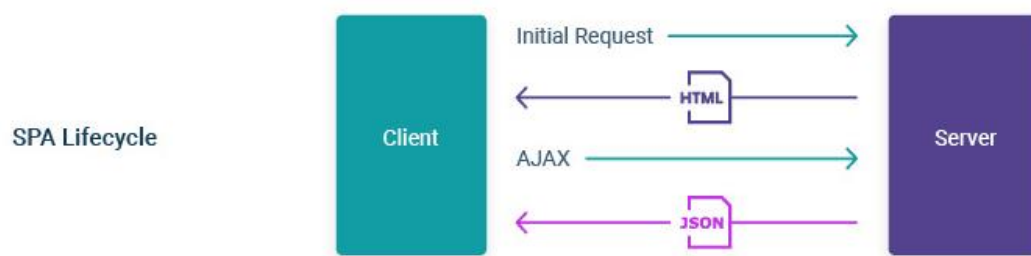 Initial Request
HTML
SPA Lifecycle
Client
Server
AJAX
JSON